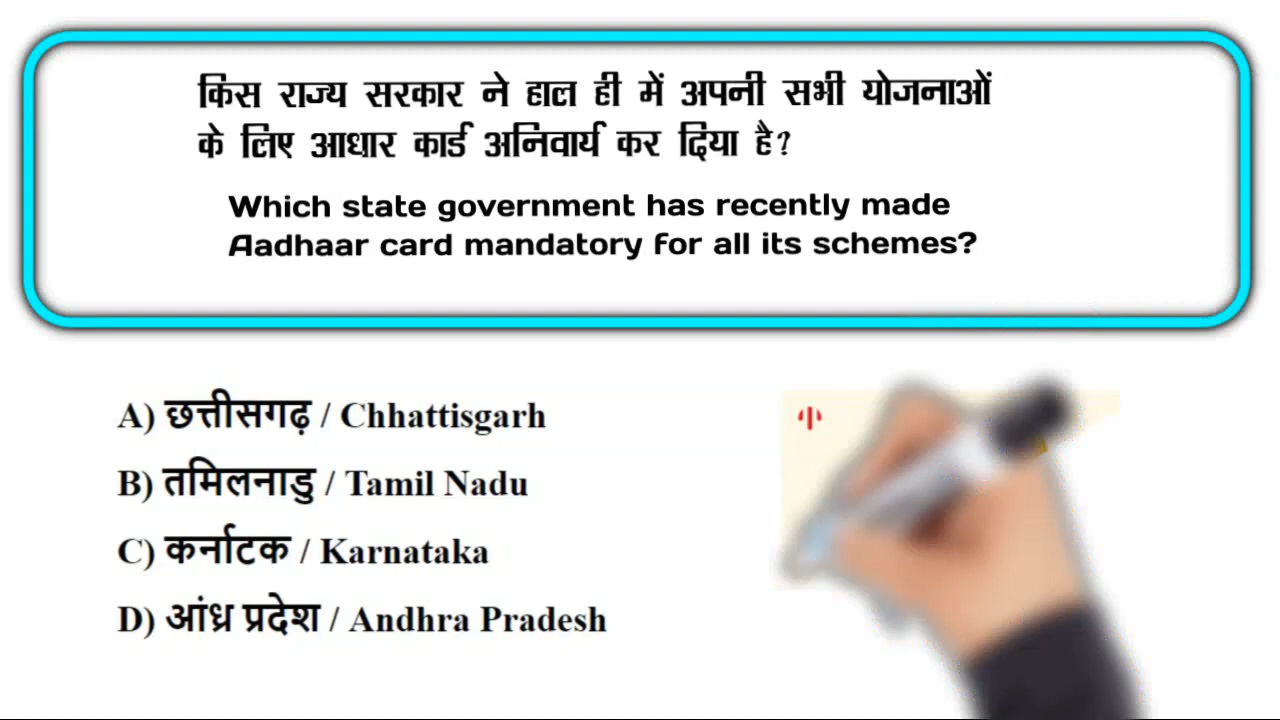 किस राज्य सरकार ने हाल ही में अपनी सभी योजनाओं
के लिए आधार कार्ड अनिवार्य कर दिया है?
Which state government has recently made
Aadhaar card mandatory for all its schemes?
A) छत्तीसगढ़ / Chhattisgarh
B) तमिलनाडु / Tamil Nadu
C) कर्नाटक / Karnataka
D) आंध्र प्रदेश / Andhra Pradesh